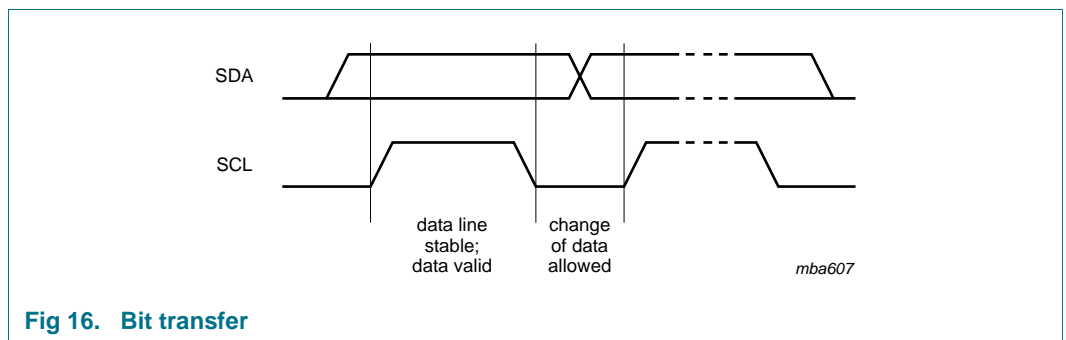 SDA
SCL
data line
stable;
data valid
change
of data
allowed
mba607
Fig 16. Bit transfer